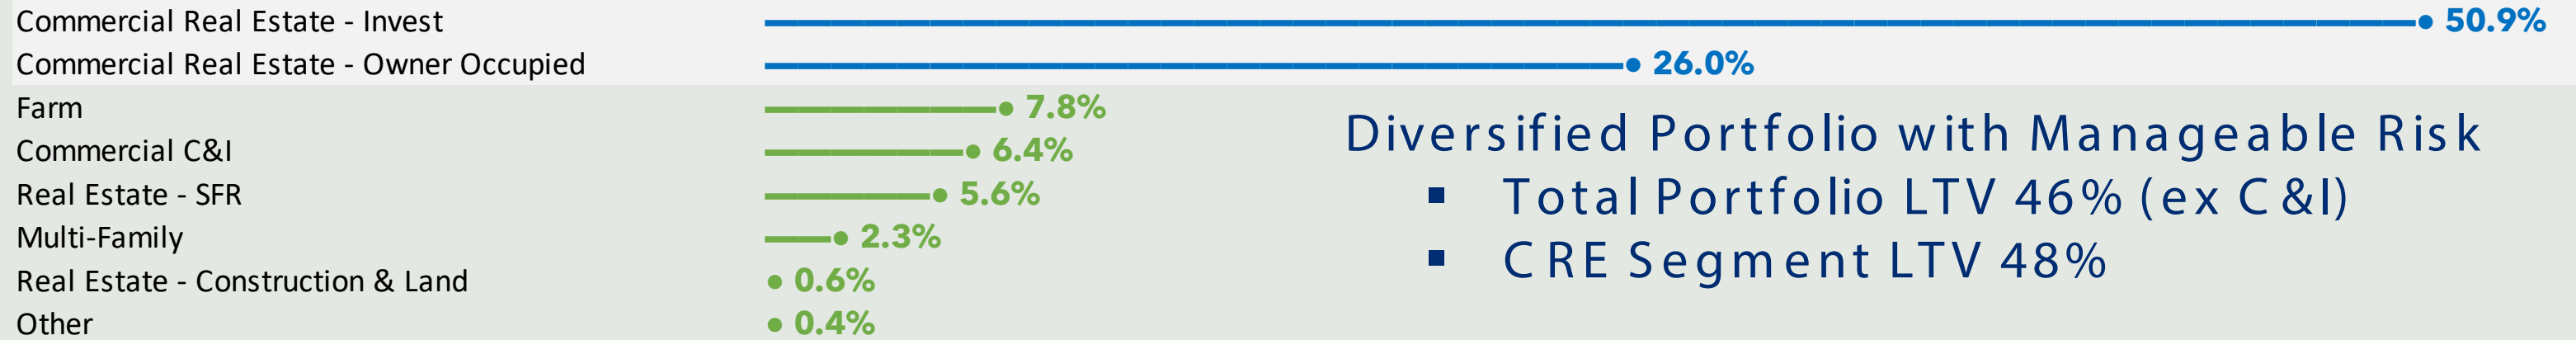 Commercial Real Estate - Invest 50.9%
Commercial Real Estate - Owner Occupied 26.0%
Farm 7.8%
Commercial C&I 6.4%
Real Estate - SFR 5.6%
Multi-Family 2.3%
Real Estate - Construction & Land 0.6%
Other 0.4%
Diversified Portfolio with Manageable Risk
▪ Total Portfolio LTV 46% (ex C&I)
▪ CRE Segment LTV 48%